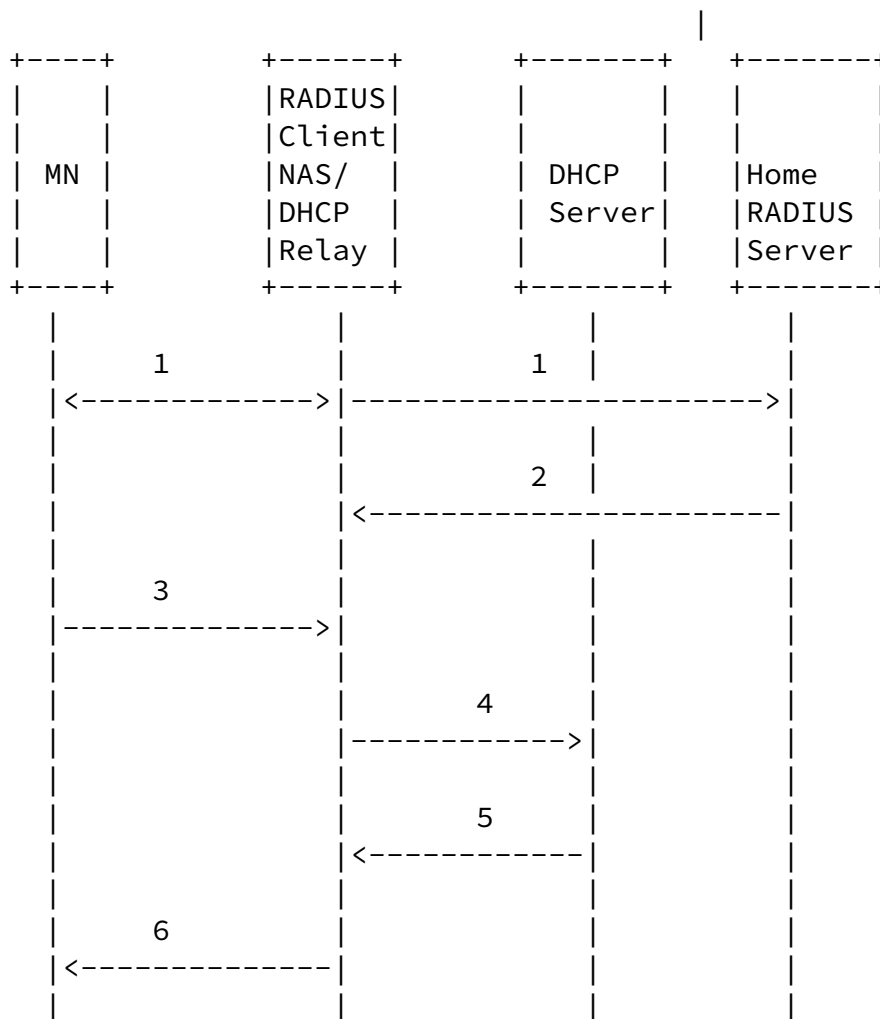 |
+----+        +------+      +-------+   +--------+
|    |        |RADIUS|      |       |   |        |
|    |        |Client|      |       |   |        |
| MN |        |NAS/  |      | DHCP  |   |Home    |
|    |        |DHCP  |      | Server|   |RADIUS  |
|    |        |Relay |      |       |   |Server  |
+----+        +------+      +-------+   +--------+
  |               |             |          |
  |     1         |          1  |          |
  |<------------->|----------------------->|
  |               |             |          |
  |               |          2  |          |
  |               |<-----------------------|
  |               |             |          |
  |     3         |             |          |
  |-------------->|             |          |
  |               |             |          |
  |               |       4     |          |
  |               |------------>|          |
  |               |             |          |
  |               |       5     |          |
  |               |<------------|          |
  |               |             |          |
  |     6         |             |          |
  |<--------------|             |          |
  |               |             |          |